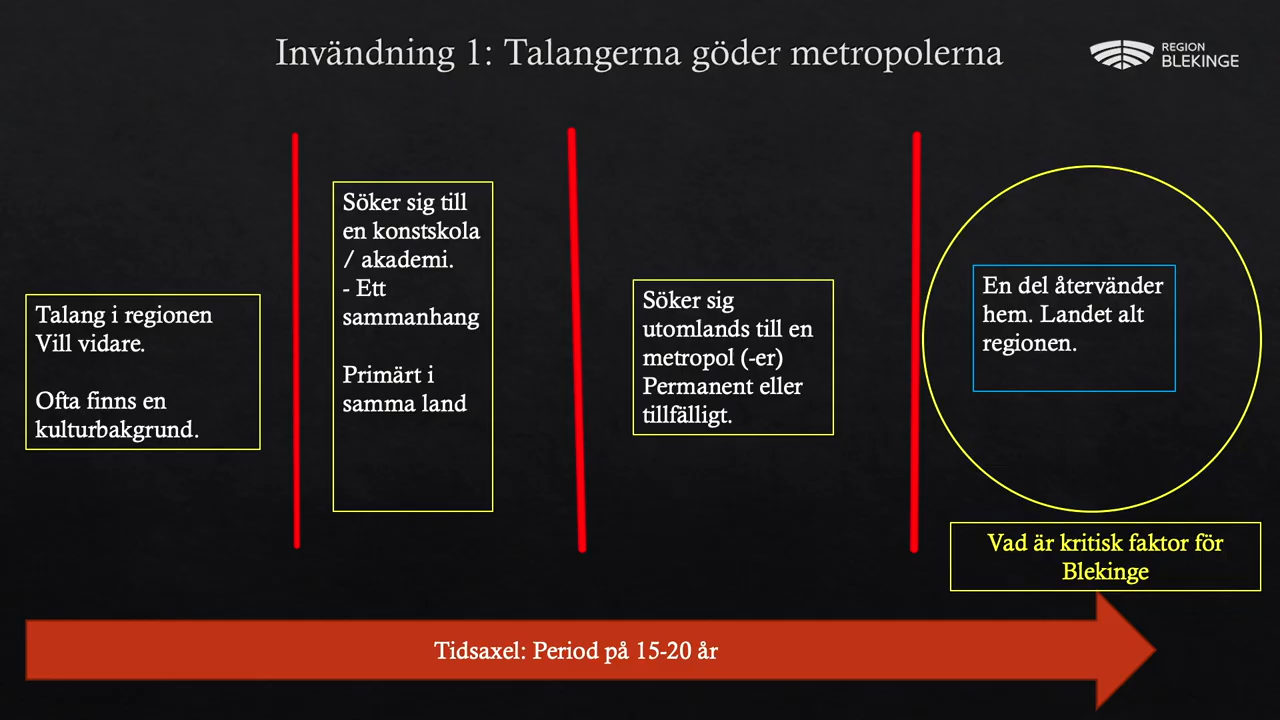 Invändning 1: Talangerna göder metropolerna
REGION
BLEKINGE
Talang i regionen
Vill vidare.
Ofta finns en
kulturbakgrund.
Söker sig till
en konstskola
/ akademi.
- Ett
sammanhang
Primärt i
samma land
Söker sig
utomlands till en
metropol (-er)
Permanent eller
tillfälligt.
En del återvänder
hem. Landet alt
regionen.
Vad är kritisk faktor för
Blekinge
Tidsaxel: Period på 15-20 år